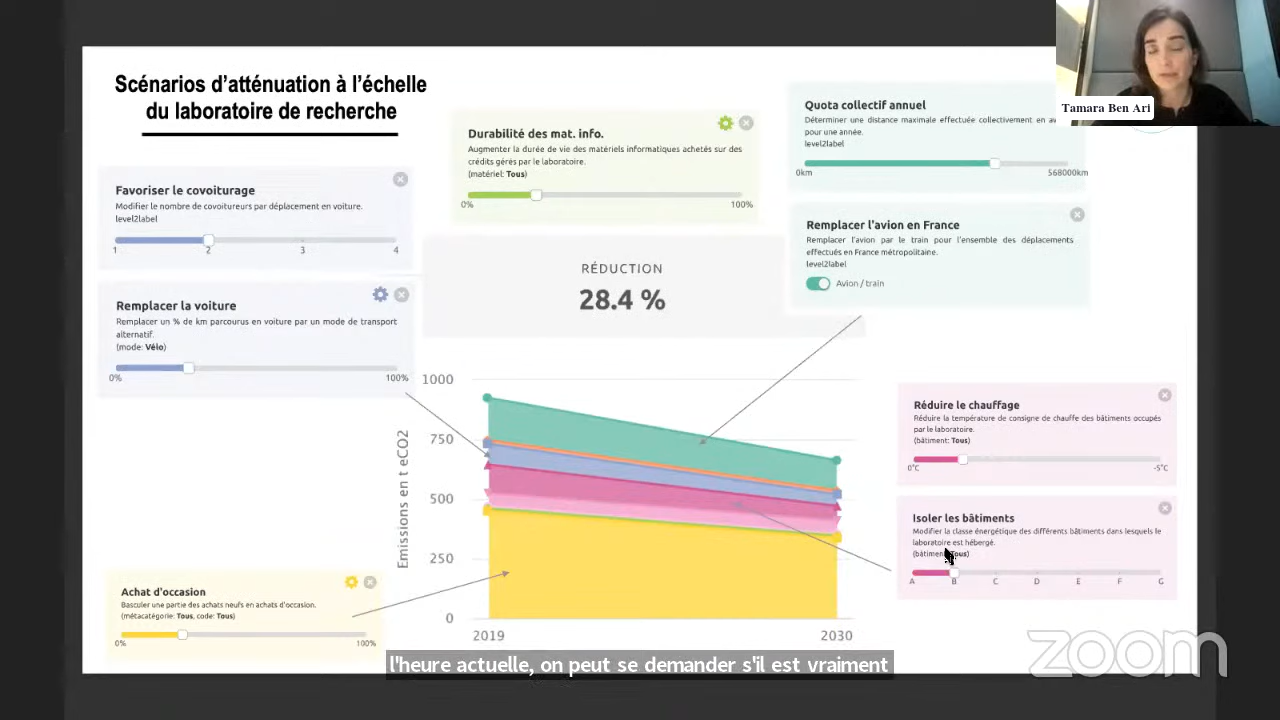 Scénarios d'atténuation à l'échelle
du laboratoire de recherche
Tamara Ben Ari
Durabilité des mat. info.
Augmenter la durée de vie des matériels informatiques achetés sur des
crédits gérés par le laboratoire.
(matériel: Tous)
0%
100%
Quota collectif annuel
Déterminer une distance maximale effectuée collectivement en
pour une année.
level2label
0km
568000km
Favoriser le covoiturage
Modifier le nombre de covoitureurs par déplacement en voiture.
level2label
1
2
3
4
Remplacer l'avion en France
Remplacer l'avion par le train pour l'ensemble des déplacements
effectués en France métropolitaine.
level2label
Avion / train
RÉDUCTION
28.4 %
Remplacer la voiture
Remplacer un % de km parcourus en voiture par un mode de transport
alternatif.
(mode: Vélo)
0%
100%
Emissions en t eCO2
1000
750
500
250
0
2019
2030
Réduire le chauffage
Réduire la température de consigne de chauffe des bâtiments occupés
par le laboratoire.
(bâtiment: Tous)
0°C
-5°C
Isoler les bâtiments
Modifier la classe énergétique des différents bâtiments dans lesquels le
laboratoire est hébergé.
(bâtiment: Tous)
A
B
C
D
E
F
G
Achat d'occasion
Basculer une partie des achats neufs en achats d'occasion.
(métacatégorie: Tous, code: Tous)
0%
100%
l'heure actuelle, on peut se demander s'il est vraiment
zoom